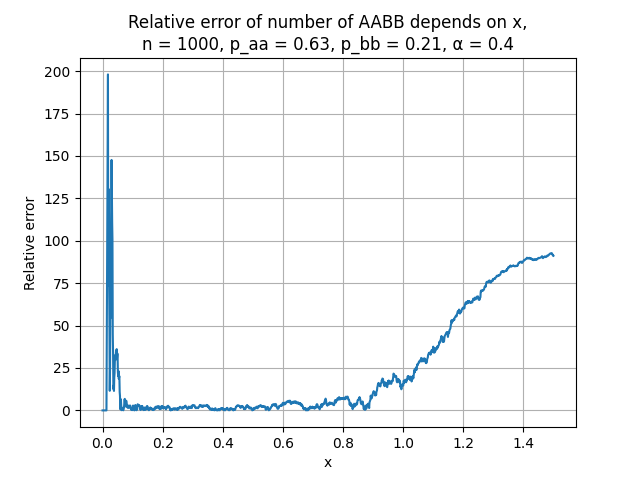 Relative error of number of AABB depends on x,
n = 1000, p_aa = 0.63, p_bb = 0.21, α = 0.4
Relative error
200
175
150
125
100
75
50
25
0
0.0 0.2 0.4 0.6 0.8 1.0 1.2 1.4
x